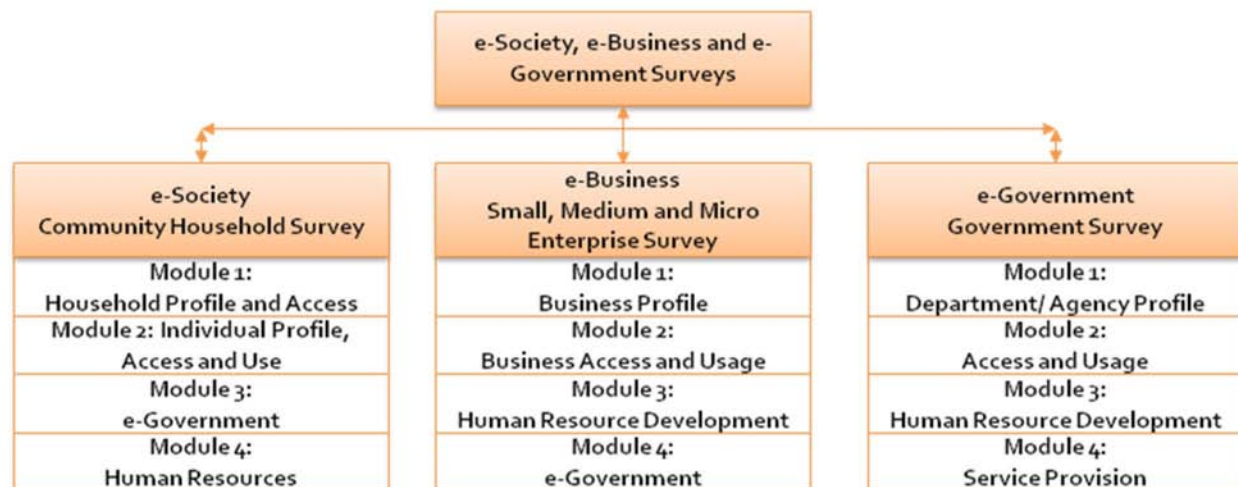 e-Society, e-Business and e-
Government Surveys
e-Society
Community Household Survey
Module 1:
Household Profile and Access
Module 2: Individual Profile,
Access and Use
Module 3:
e-Government
Module 4:
Human Resources
e-Business
Small, Medium and Micro
Enterprise Survey
Module 1:
Business Profile
Module 2:
Business Access and Usage
Module 3:
Human Resource Development
Module 4:
e-Government
e-Government
Government Survey
Module 1:
Department/ Agency Profile
Module 2:
Access and Usage
Module 3:
Human Resource Development
Module 4:
Service Provision